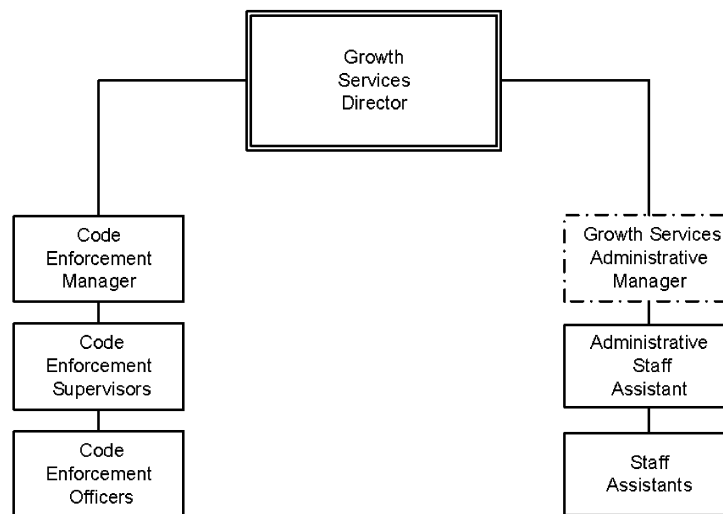 Growth
Services
Director
Code
Enforcement
Manager
Growth Services
Administrative
Manager
Code
Enforcement
Supervisors
Administrative
Staff
Assistant
Code
Enforcement
Officers
Staff
Assistants